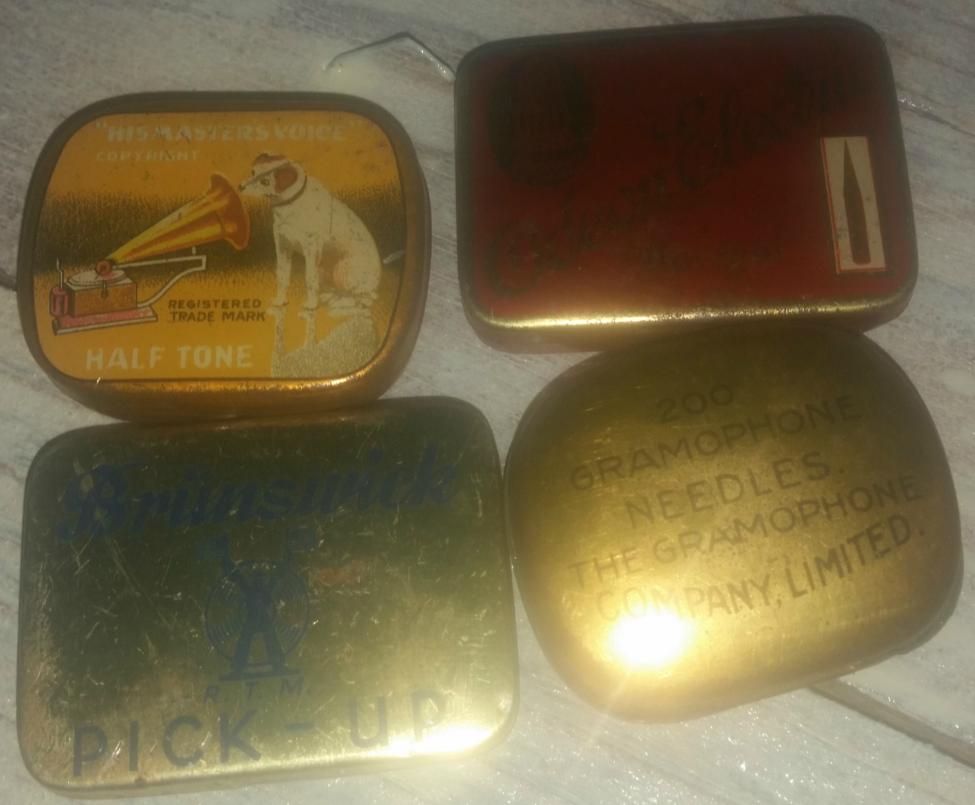 "HIS MASTERS VOICE"
COPYRIGHT
REGISTERED
TRADE MARK
HALF TONE
200
GRAMOPHONE
NEEDLES.
THE GRAMOPHONE
COMPANY, LIMITED.
Brunswick
R.T.M.
PICK-UP